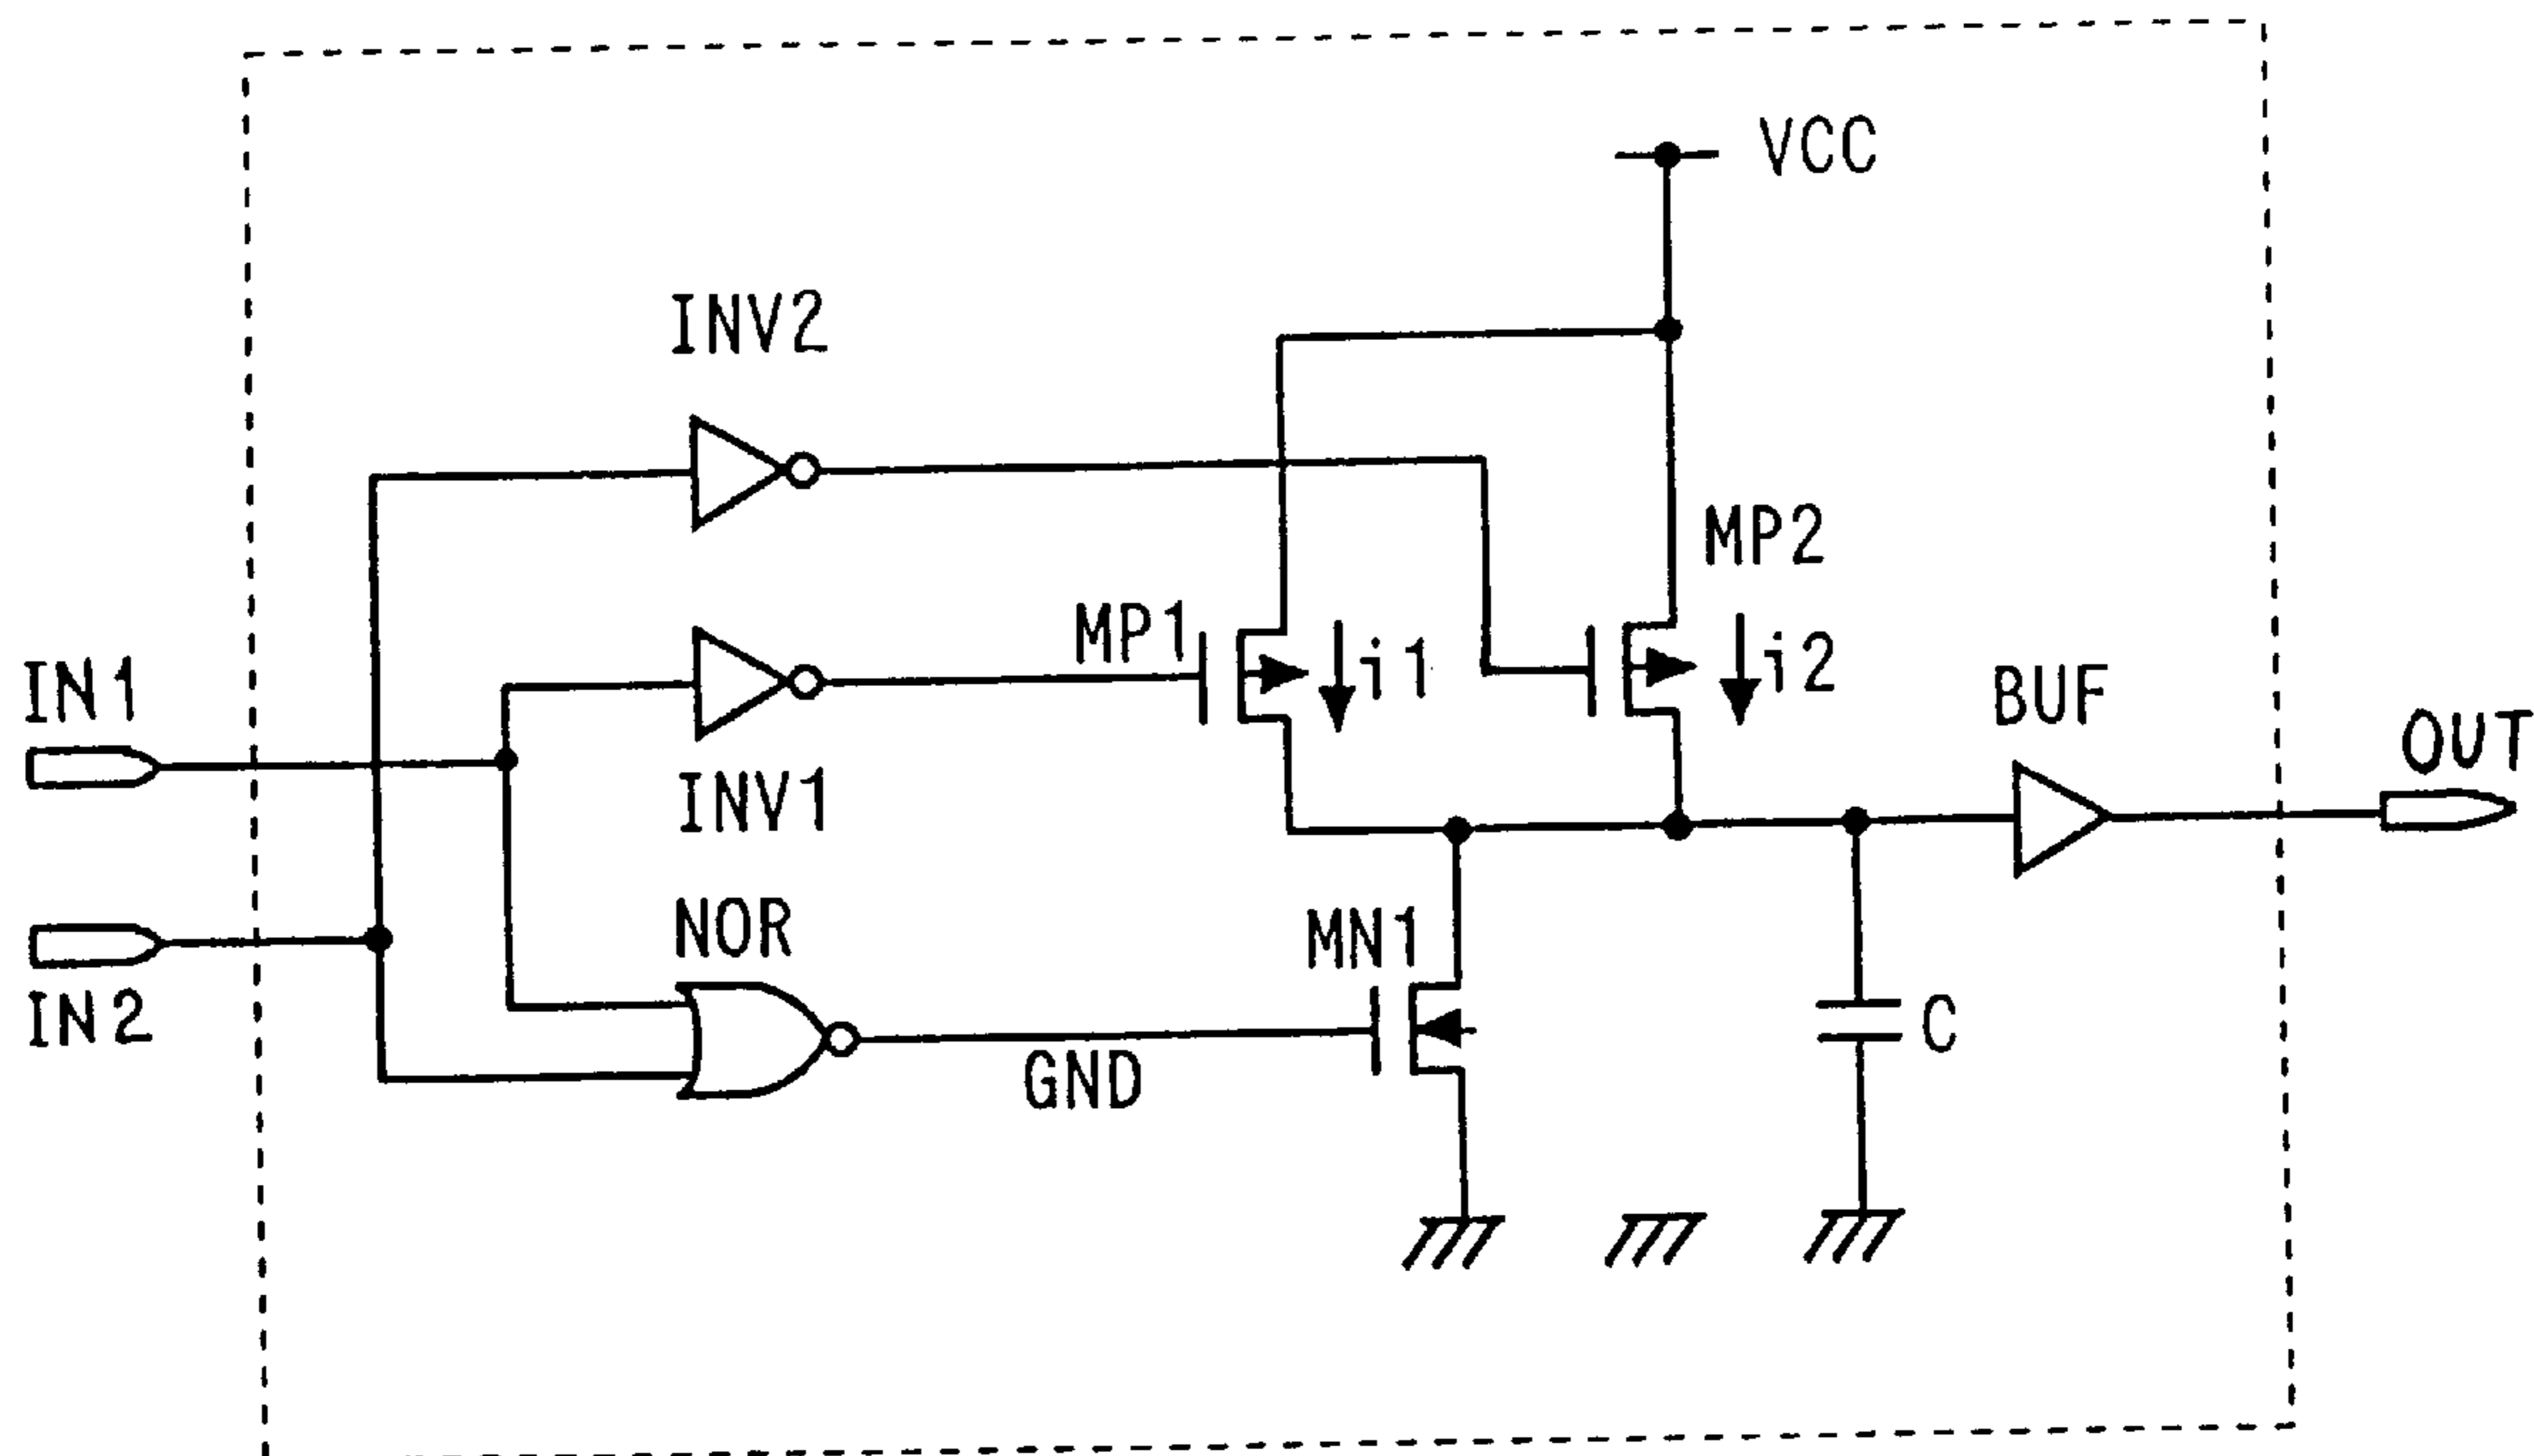 VCC
INV2
MP2
MP1
i1
i2
IN1
BUF
OUT
INV1
NOR
MN1
IN2
C
GND